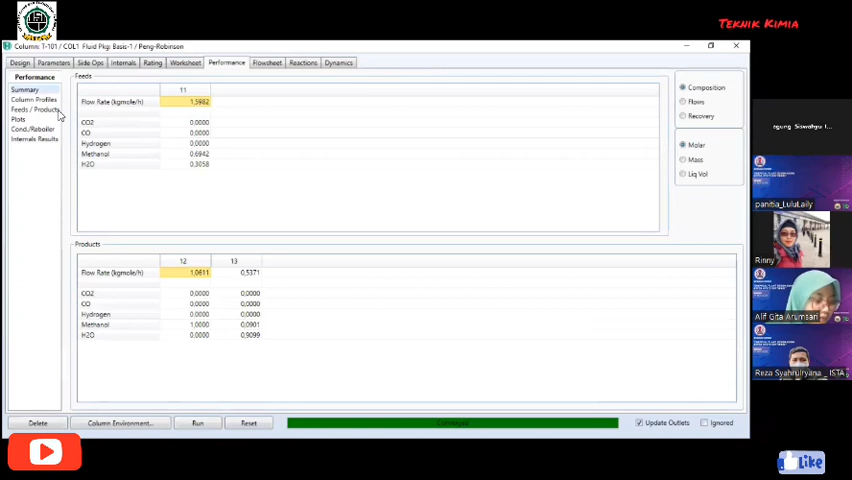 TEKNIK KIMIA
Column: T-101 / COL1 Fluid Pkg: Basis-1 / Peng-Robinson
Design Parameters Side Ops Internals Rating Worksheet Performance Flowsheet Reactions Dynamics
Performance
Summary
Column Profiles
Feeds / Products
Plots
Cond./Reboiler
Internals Results
Feeds
11
Flow Rate (kgmole/h) 1,5982
CO2 0.0000
CO 0.0000
Hydrogen 0.0000
Methanol 0.6942
H2O 0,3058
Composition
Flows
Recovery
Molar
Mass
Liq Vol
Products
12 13
Flow Rate (kgmole/h) 1,0611 0,5371
CO2 0,0000 0,0000
CO 0,0000 0,0000
Hydrogen 0.0000 0.0000
Methanol 1,0000 0,0901
H2O 0.0000 0,9099
Delete Column Environment... Run Reset Converged Update Outlets Ignored
panitia_LuluLaily
Rinny
Alif Gita Arumsari
Reza Syahruiryana _ ISTA
Like